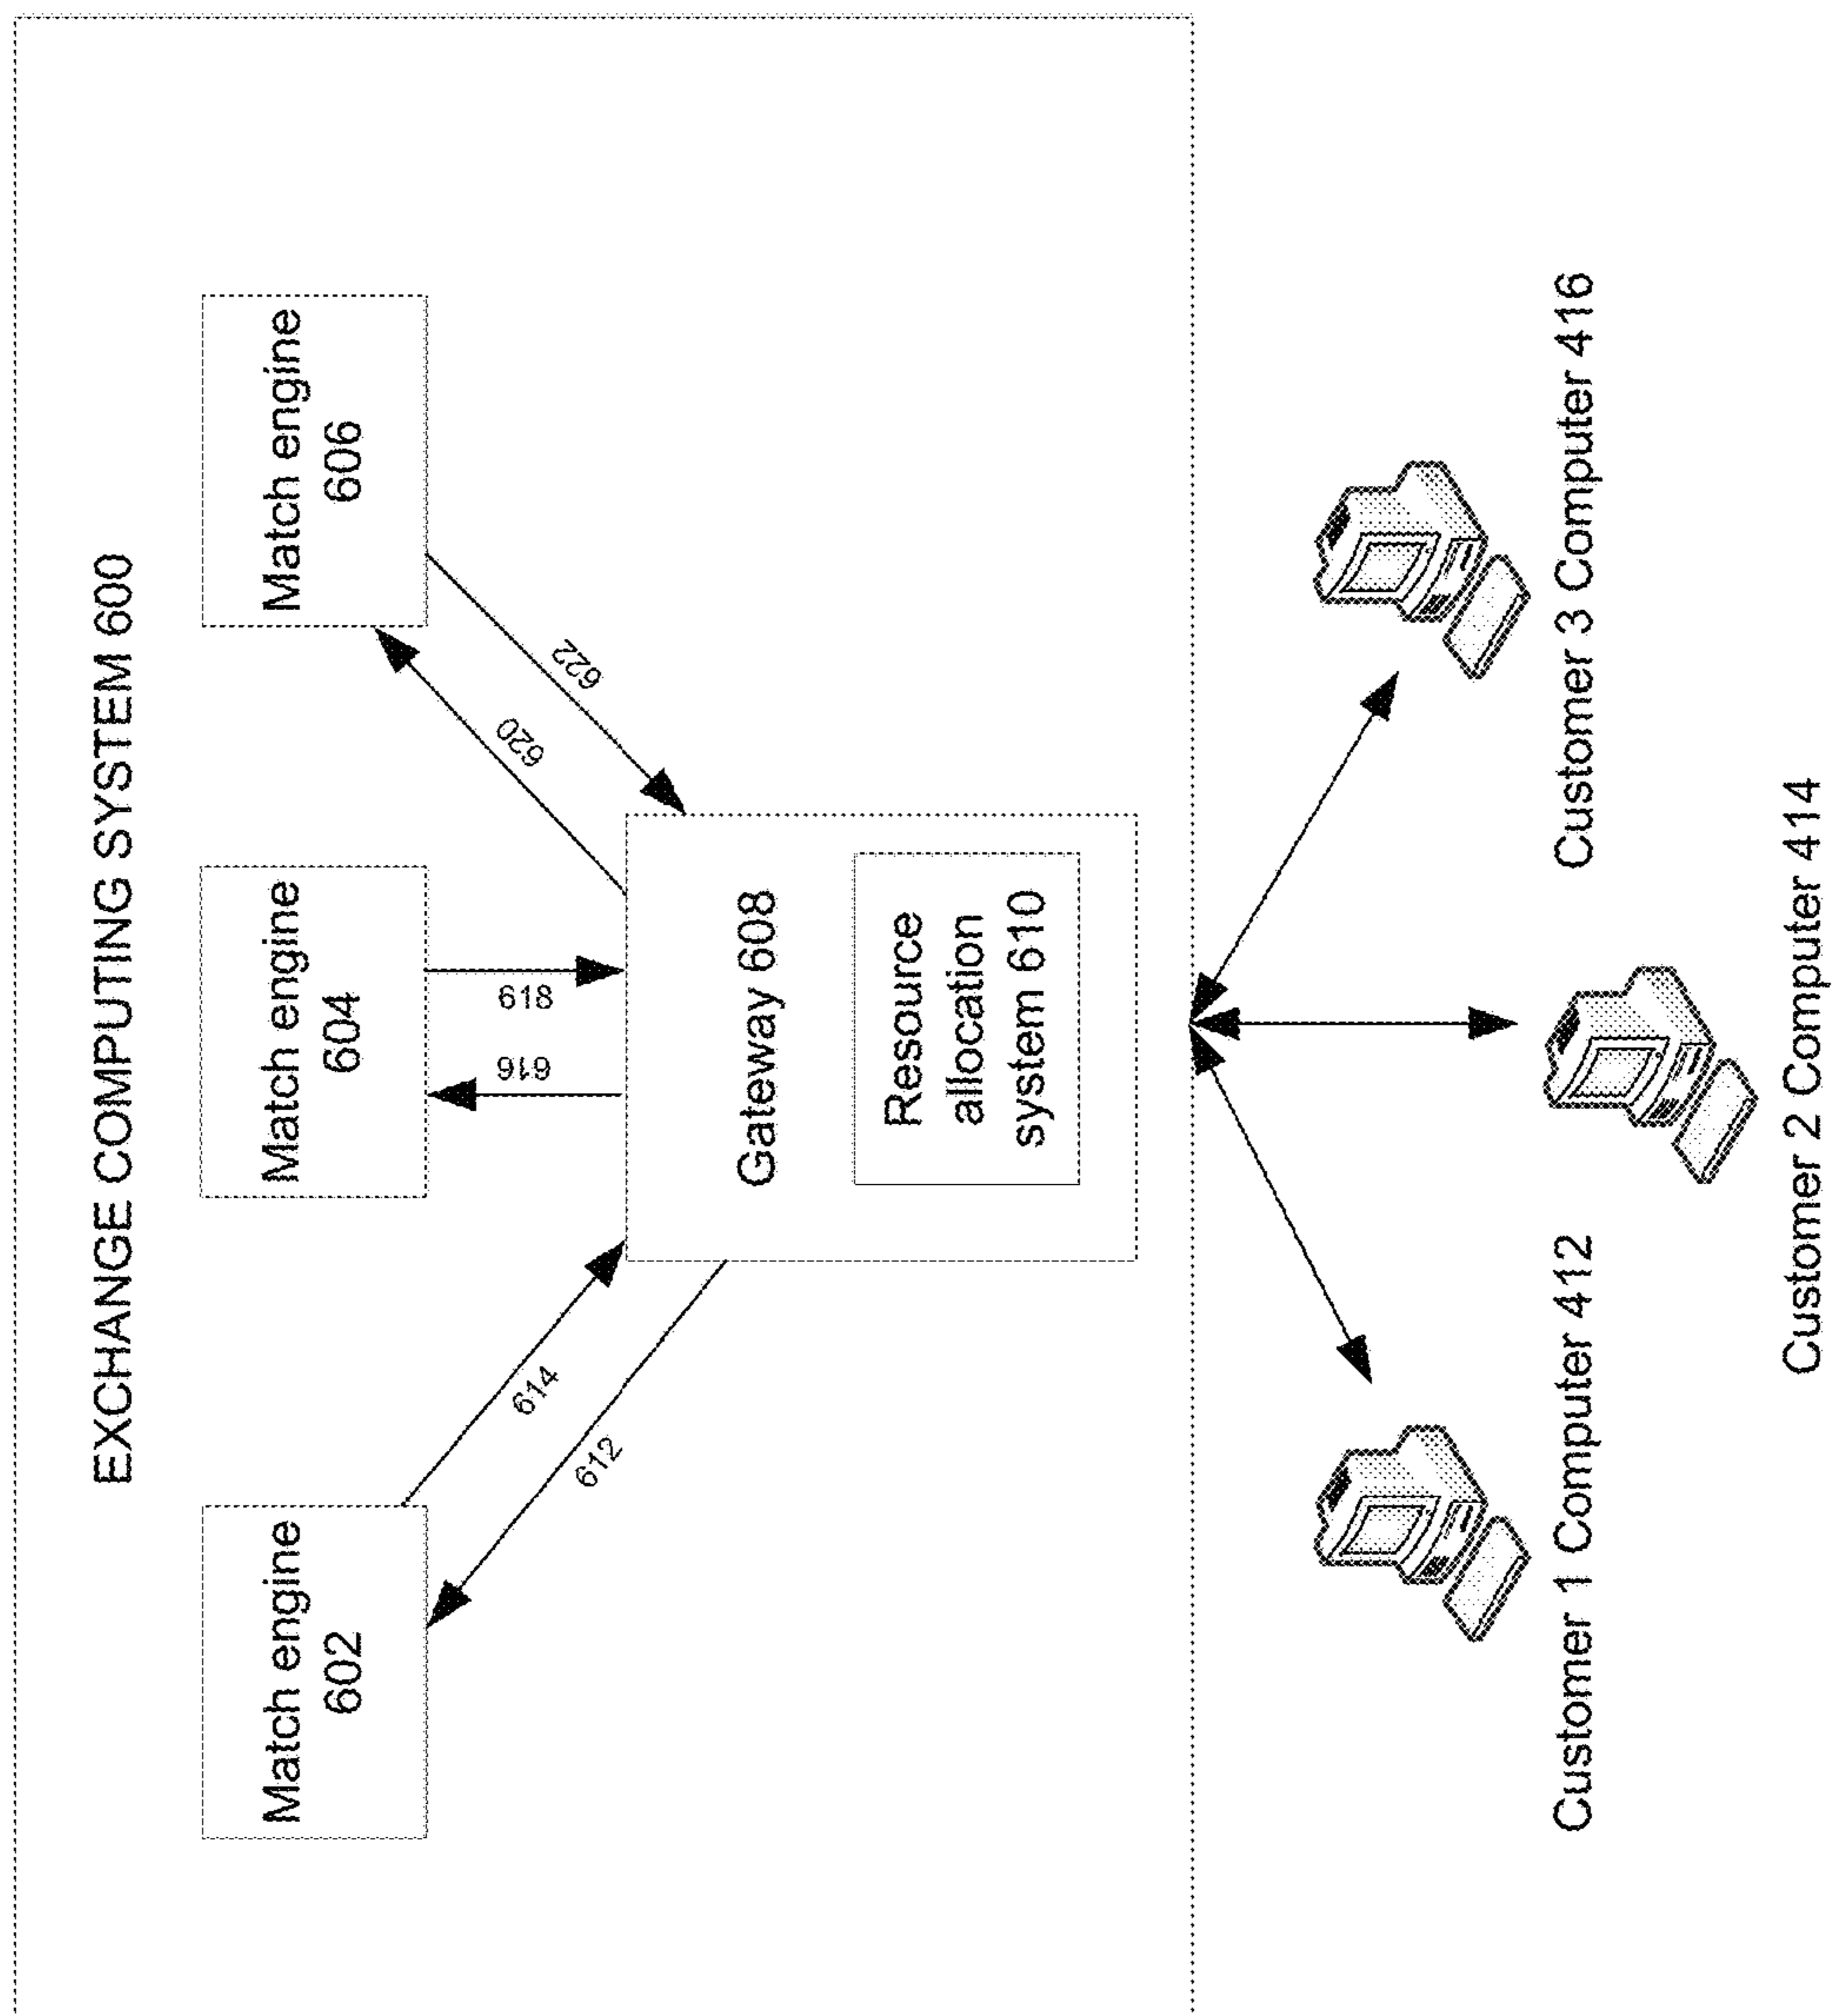 EXCHANGE COMPUTING SYSTEM 600
Match engine
602
Match engine
604
Match engine
606
614
612
616
618
620
622
Gateway 608
Resource
allocation
system 610
Customer 1 Computer 412
Customer 2 Computer 414
Customer 3 Computer 416